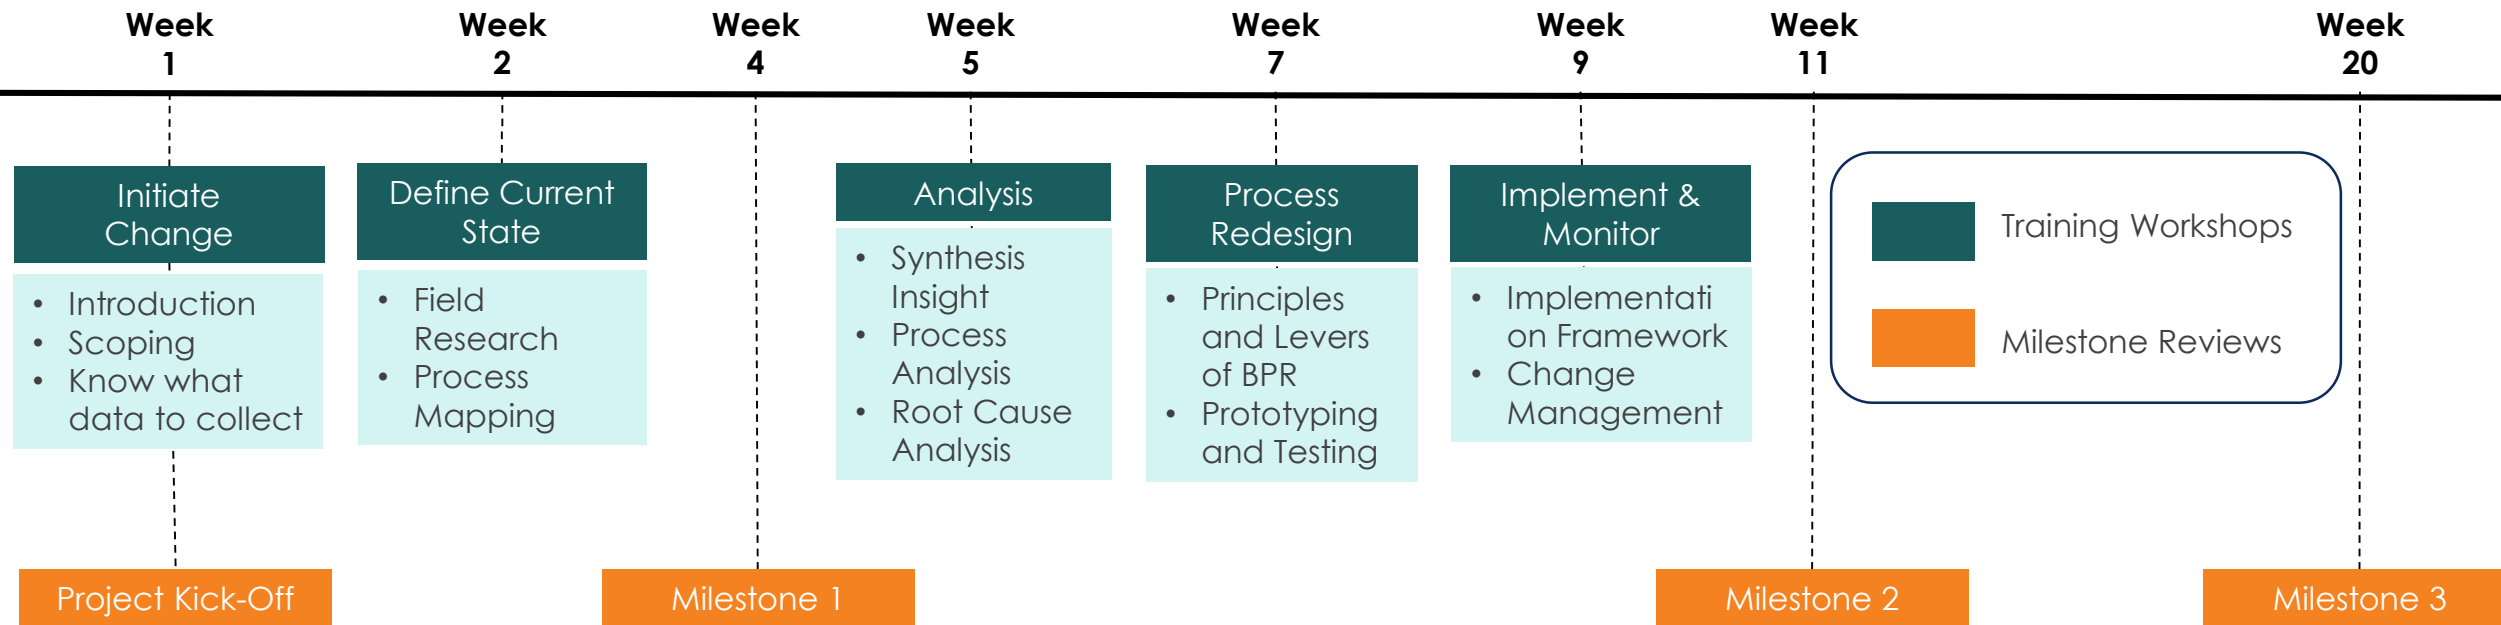 Week
1
Week
2
Week
4
Week
5
Week
7
Week
9
Week
11
Week
20
Initiate
Change
• Introduction
• Scoping
• Know what
data to collect
Define Current
State
• Field
Research
• Process
Mapping
Analysis
• Synthesis
Insight
• Process
Analysis
• Root Cause
Analysis
Process
Redesign
• Principles
and Levers
of BPR
• Prototyping
and Testing
Implement &
Monitor
• Implementati
on Framework
• Change
Management
Training Workshops
Milestone Reviews
Project Kick-Off
Milestone 1
Milestone 2
Milestone 3